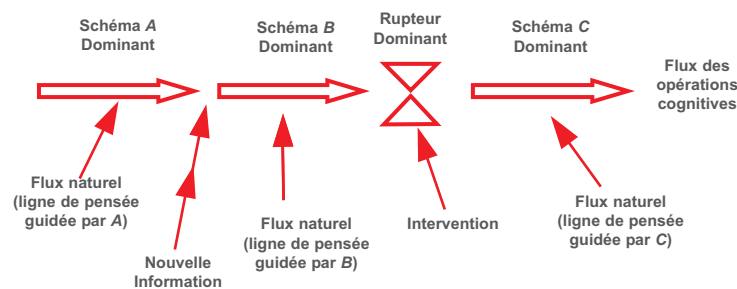 Schéma A
Dominant
Schéma B
Dominant
Rupteur
Dominant
Schéma C
Dominant
Flux des
opérations
cognitives
Flux naturel
(ligne de pensée
guidée par A)
Nouvelle
Information
Flux naturel
(ligne de pensée
guidée par B)
Intervention
Flux naturel
(ligne de pensée
guidée par C)